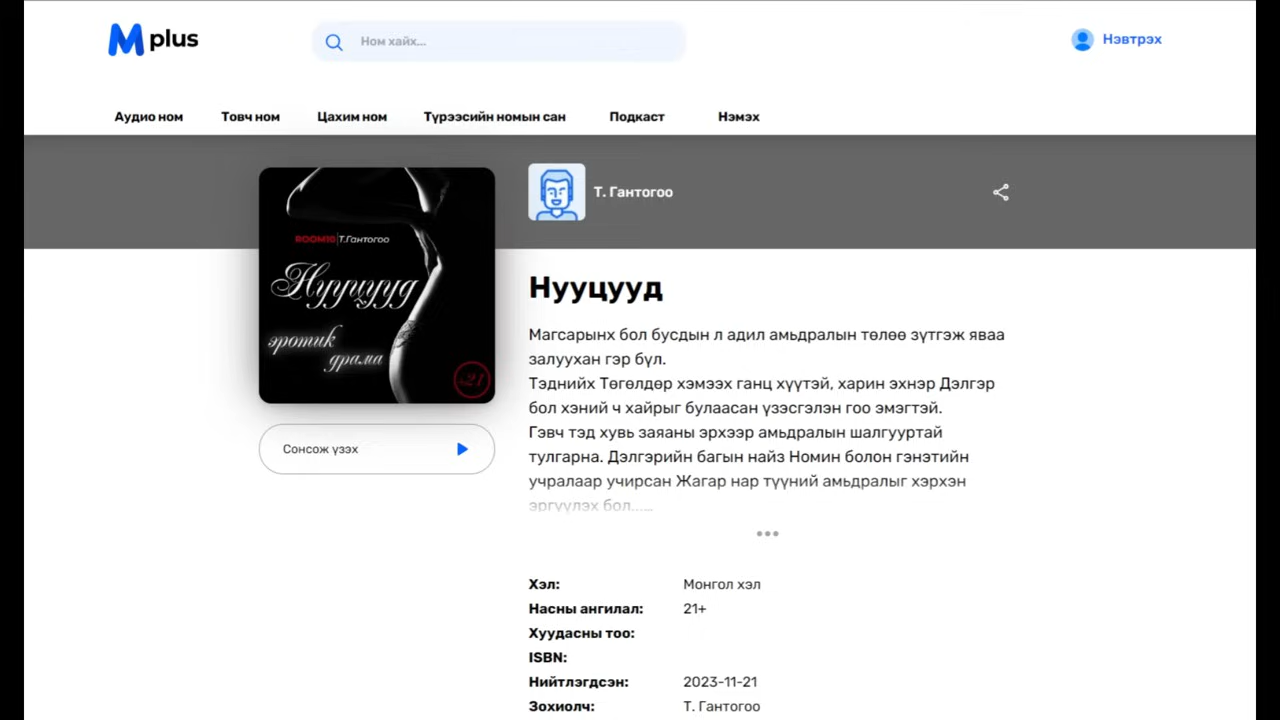 M plus
Ном хайх...
Нэвтрэх
Аудио ном
Товч ном
Цахим ном
Түрээсийн номын сан
Подкаст
Нэмэх
Т. Гантогоо
ROOM10|Т.Гантогоо
Нууцууд
эротик
драма
+21
Сонсож үзэх
Нууцууд
Магсарынх бол бусдын л адил амьдралын төлөө зүтгэж яваа
залуухан гэр бүл.
Тэднийх Төгөлдөр хэмээх ганц хүүтэй, харин эхнэр Дэлгэр
бол хэний ч хайрыг булаасан үзэсгэлэн гоо эмэгтэй.
Гэвч тэд хувь заяаны эрхээр амьдралын шалгууртай
тулгарна. Дэлгэрийн багын найз Номин болон гэнэтийн
учралаар учирсан Жагар нар түүний амьдралыг хэрхэн
эргүүлэх бол......
Хэл: Монгол хэл
Насны ангилал: 21+
Хуудасны тоо:
ISBN:
Нийтлэгдсэн: 2023-11-21
Зохиолч: Т. Гантогоо